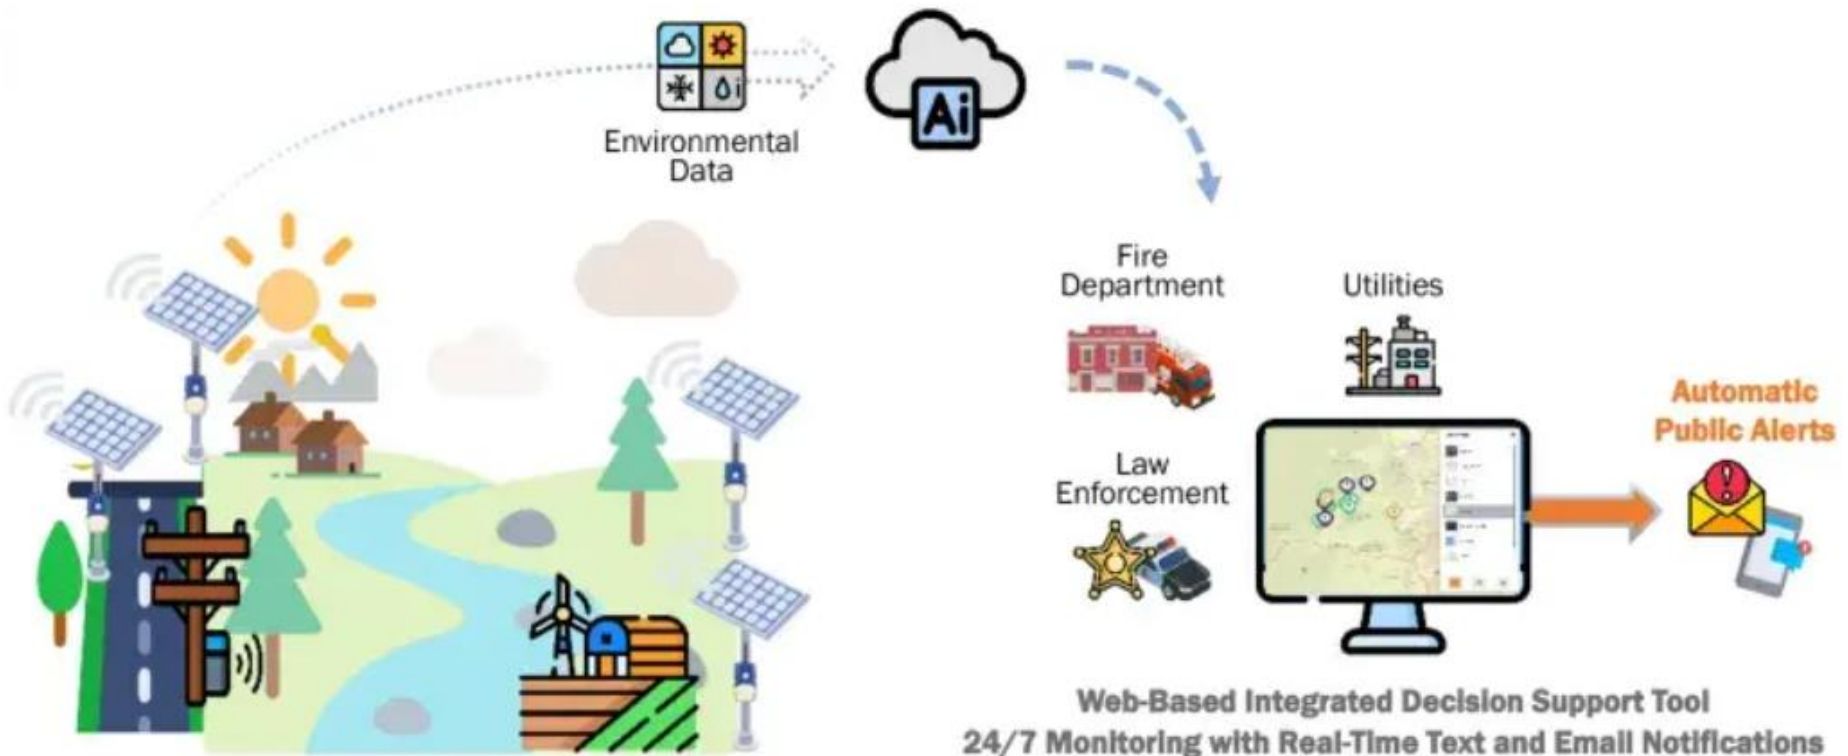 Environmental
Data
Ai
Fire
Department
Utilities
Law
Enforcement
Automatic
Public Alerts
Web-Based Integrated Decision Support Tool
24/7 Monitoring with Real-Time Text and Email Notifications